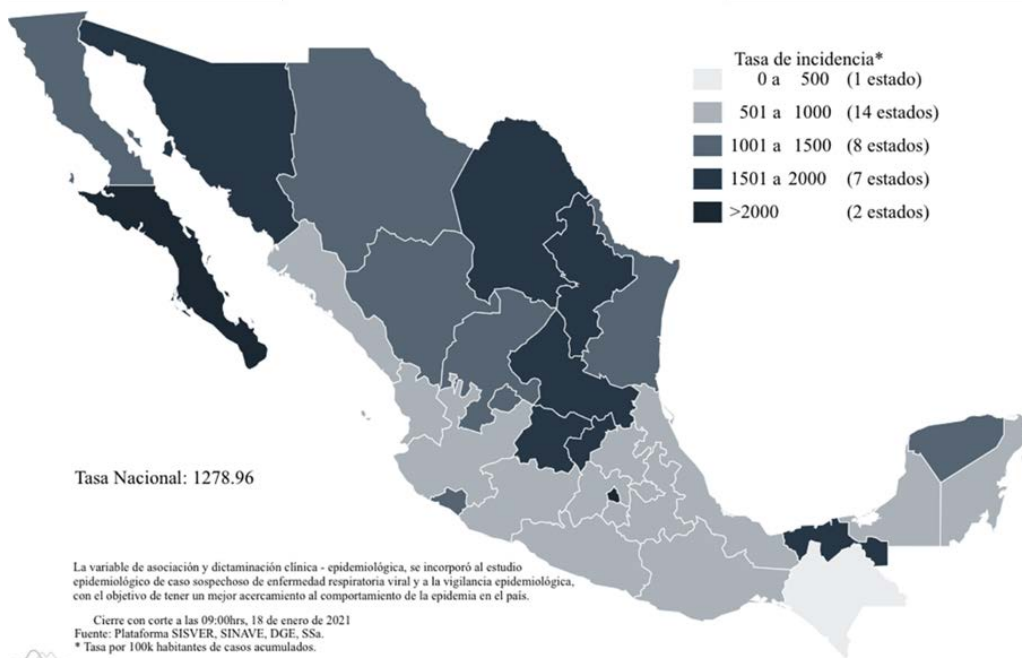 Tasa de incidencia*
0 a 500 (1 estado)
501 a 1000 (14 estados)
1001 a 1500 (8 estados)
1501 a 2000 (7 estados)
>2000 (2 estados)
Tasa Nacional: 1278.96
La variable de asociación y dictaminación clínica - epidemiológica, se incorporó al estudio
epidemiológico de caso sospechoso de enfermedad respiratoria viral y a la vigilancia epidemiológica,
con el objetivo de tener un mejor acercamiento al comportamiento de la epidemia en el país.
Cierre con corte a las 09:00hrs, 18 de enero de 2021
Fuente: Plataforma SISVER, SINAVE, DGE, SSa.
* Tasa por 100k habitantes de casos acumulados.